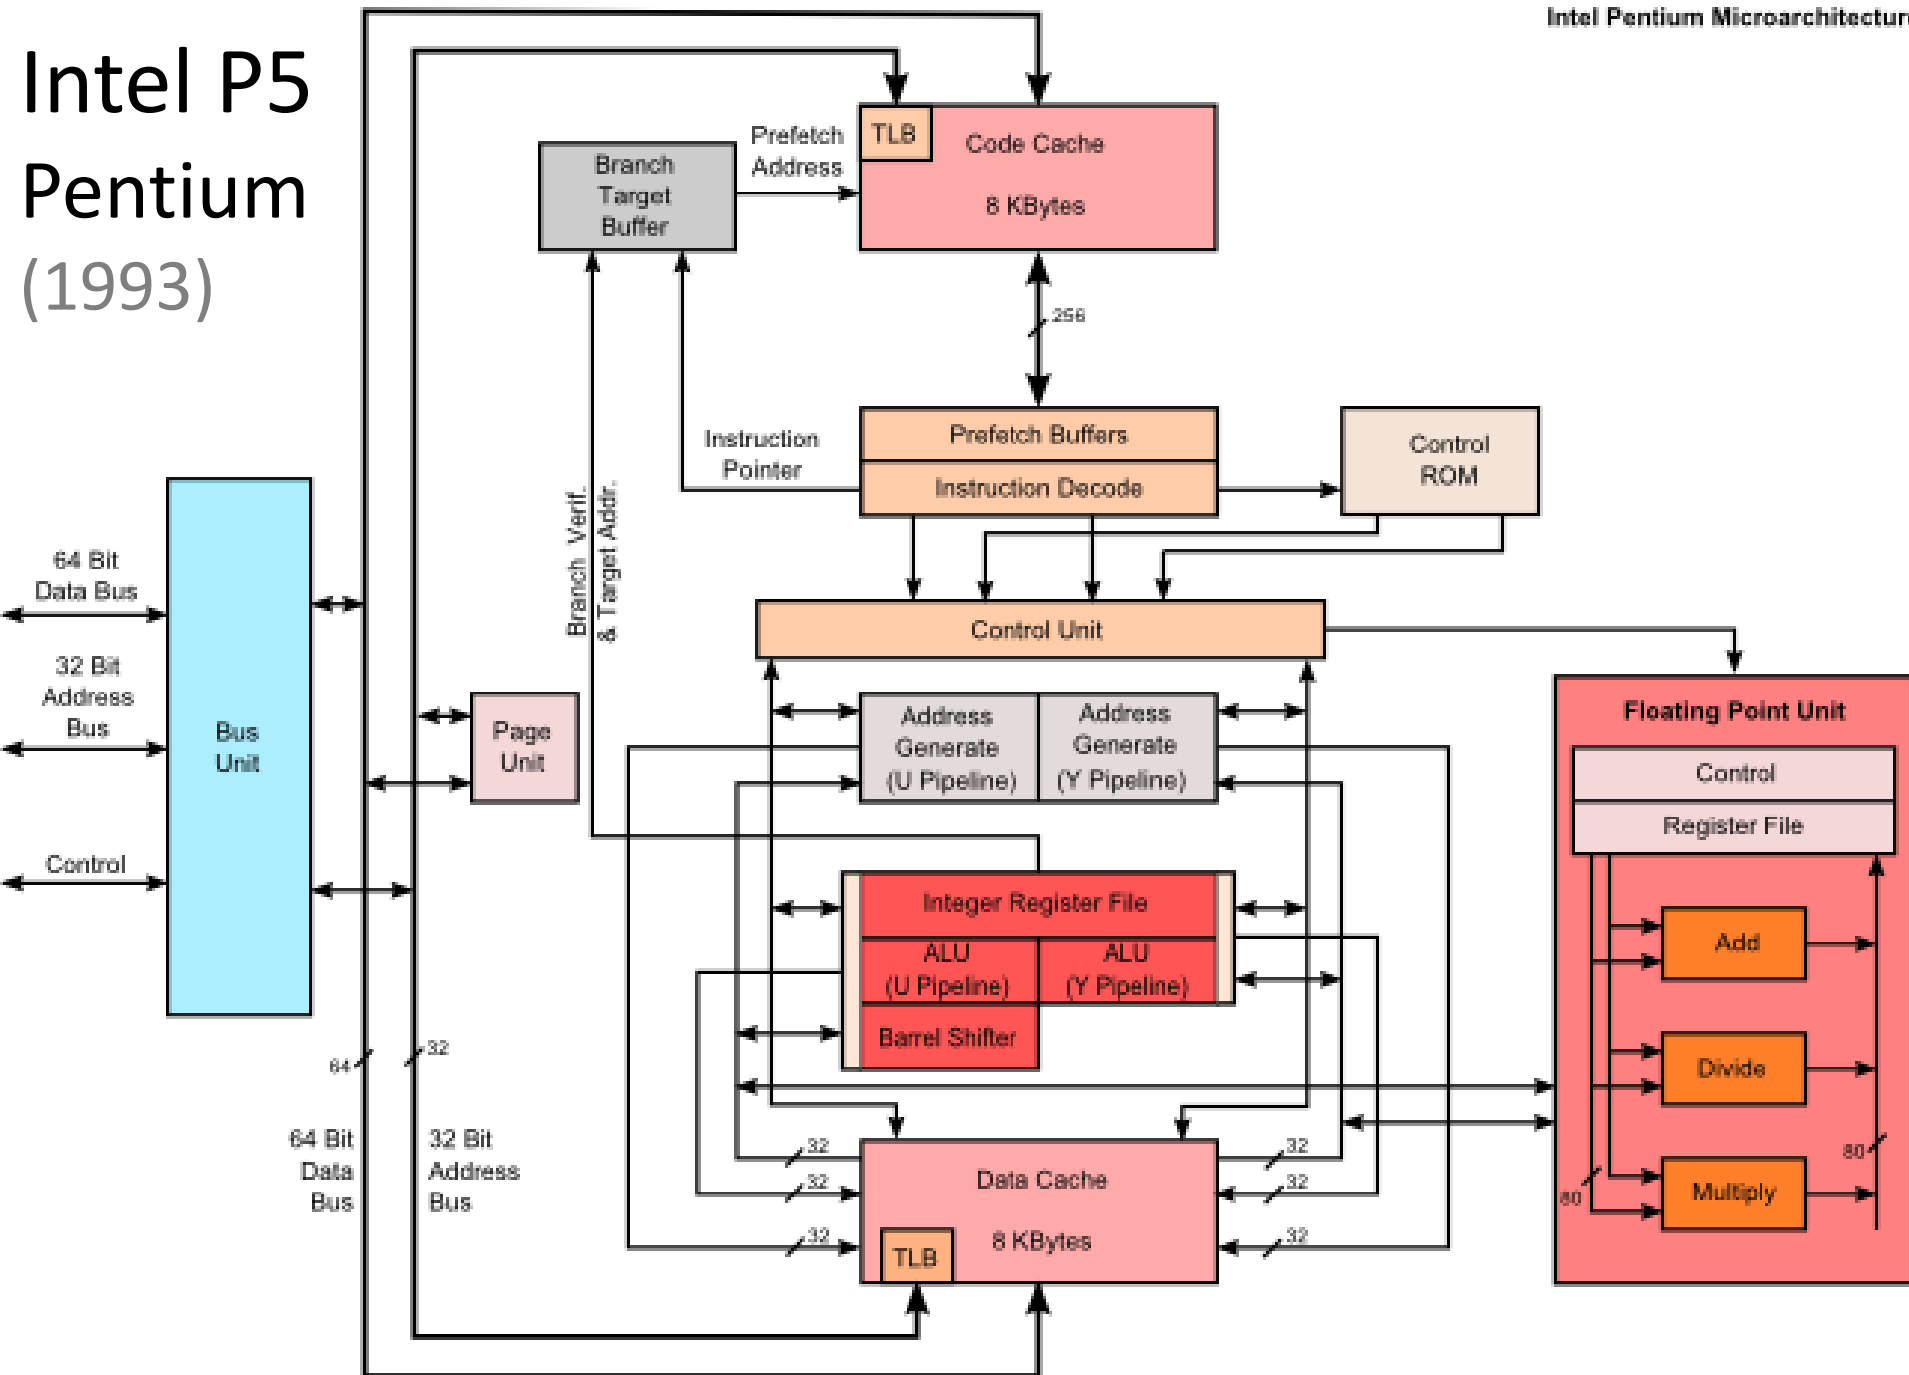 Intel Pentium Microarchitecture
Intel P5
Pentium
(1993)
TLB
Code Cache
8 KBytes
Prefetch
Address
Branch
Target
Buffer
256
Prefetch Buffers
Instruction Decode
Instruction
Pointer
Control
ROM
Branch Verif.
& Target Addr.
64 Bit
Data Bus
32 Bit
Address
Bus
Control
Bus
Unit
Page
Unit
Control Unit
Address
Generate
(U Pipeline)
Address
Generate
(Y Pipeline)
Integer Register File
ALU
(U Pipeline)
ALU
(Y Pipeline)
Barrel Shifter
Floating Point Unit
Control
Register File
Add
Divide
Multiply
80
80
64
32
64 Bit
Data
Bus
32 Bit
Address
Bus
32
32
32
32
32
32
Data Cache
8 KBytes
TLB